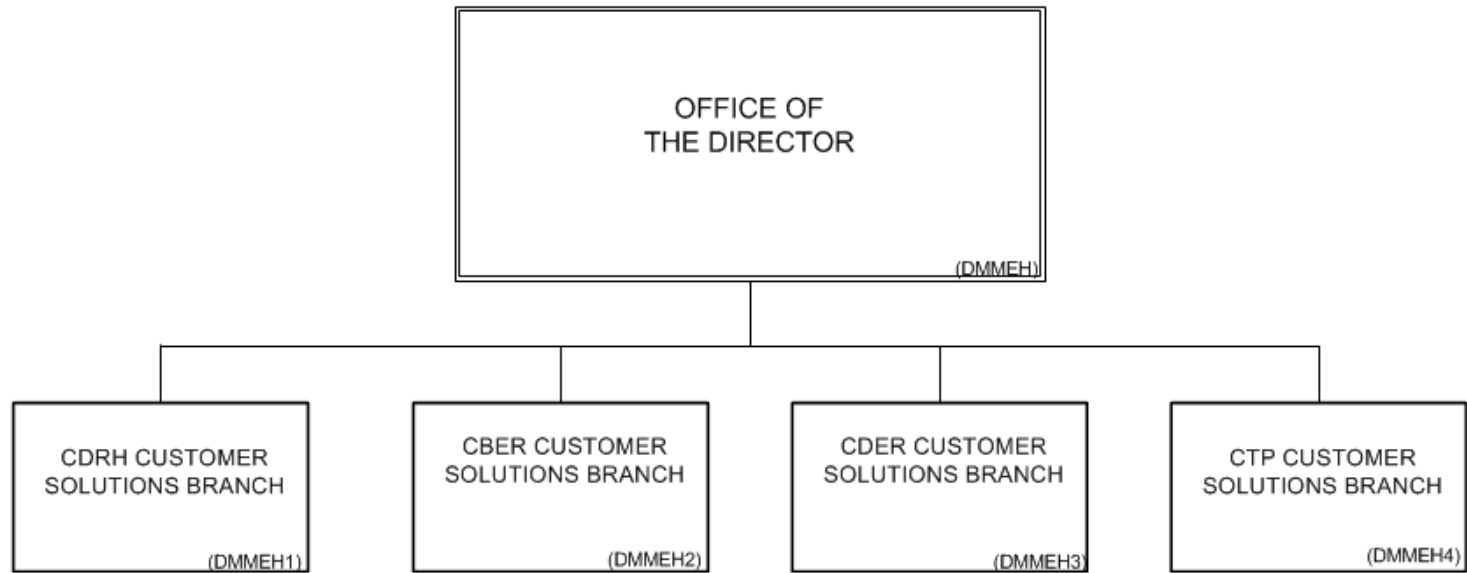 OFFICE OF
THE DIRECTOR
(DMMEH)
CDRH CUSTOMER
SOLUTIONS BRANCH
(DMMEH1)
CBER CUSTOMER
SOLUTIONS BRANCH
(DMMEH2)
CDER CUSTOMER
SOLUTIONS BRANCH
(DMMEH3)
CTP CUSTOMER
SOLUTIONS BRANCH
(DMMEH4)